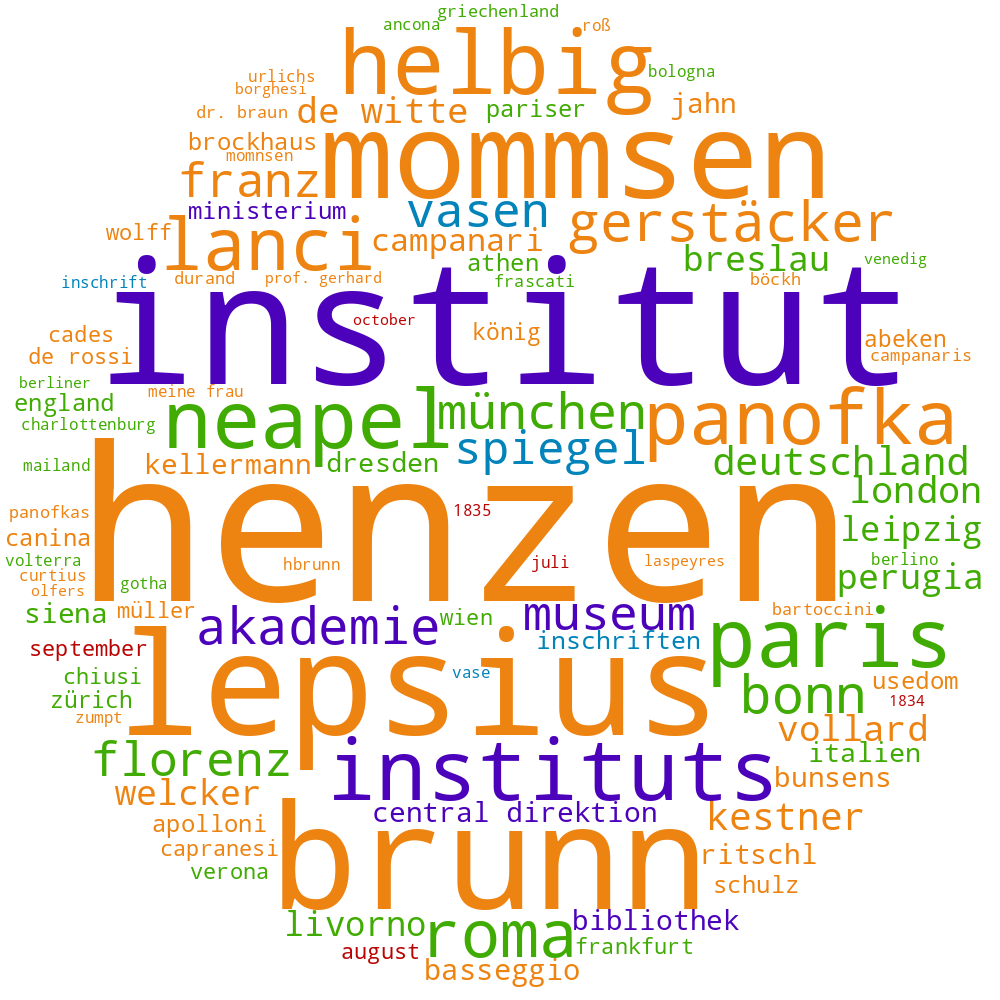 griechenland
ancona
roß
helbig
bologna
urlichs
borghesi
dr. braun
de witte
pariser
jahn
brockhaus
momnsen
mommsen
franz
ministerium
vasen
gerstäcker
wolff
lanci
campanari
athen
breslau
venedig
inschrift
durand
prof. gerhard
frascati
böckh
institut
october
cades
könig
abeken
de rossi
campanaris
berliner
meine frau
england
neapel
münchen
panofka
charlottenburg
spiegel
mailand
kellermann
dresden
deutschland
london
panofkas
1835
canina
henzen
leipzig
volterra
hbrunn
juli
laspeyres
berlino
curtius
gotha
olfers
perugia
siena
müller
akademie
wien
museum
bartoccini
september
inschriften
paris
chiusi
lepsius
vase
usedom
zürich
bonn
1834
zumpt
vollard
florenz
instituts
italien
welcker
bunsens
central direktion
kestner
apolloni
capranesi
brunn
ritschl
verona
schulz
livorno
roma
bibliothek
august
frankfurt
basseggio